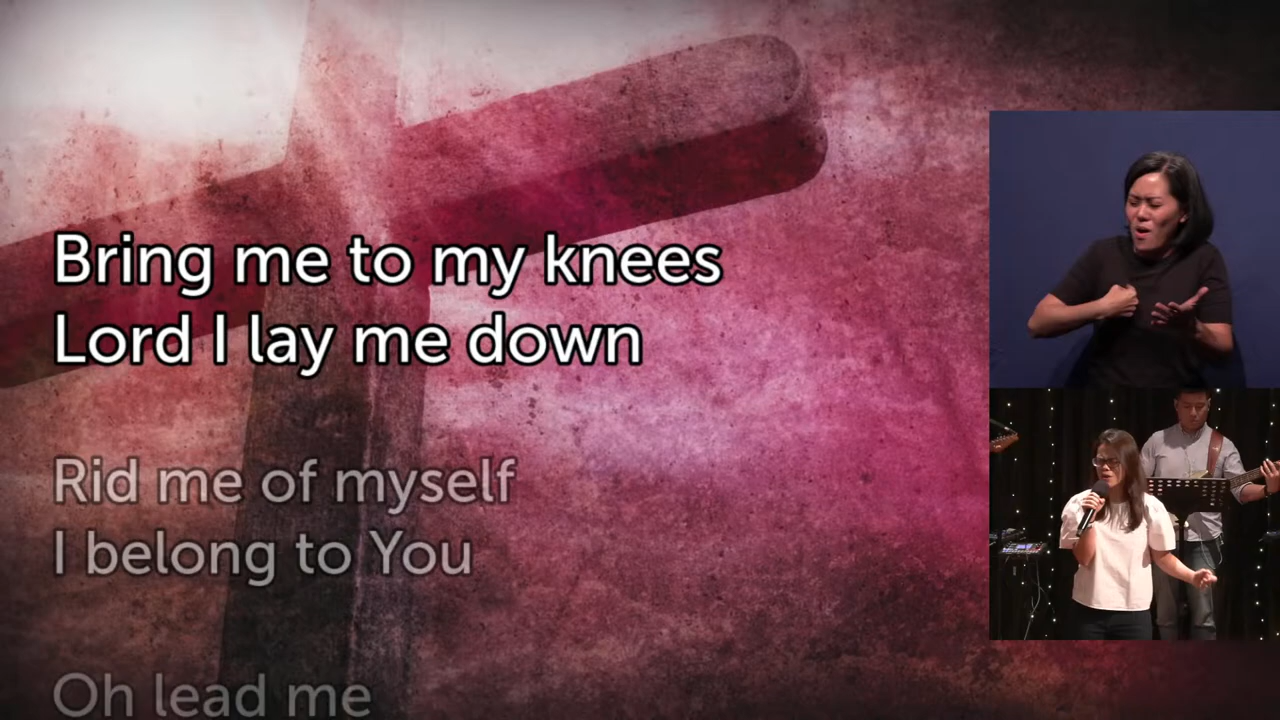 Bring me to my knees
Lord I lay me down
Rid me of myself
I belong to You
Oh lead me